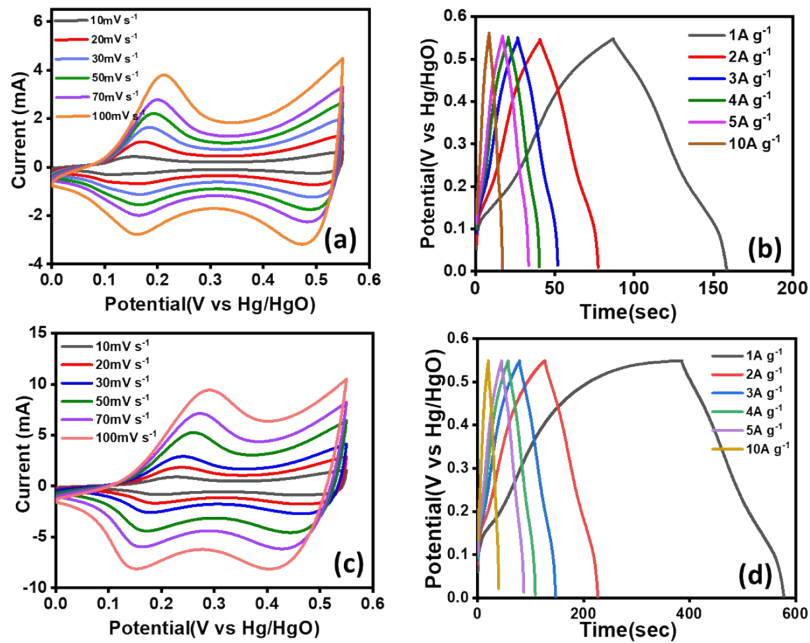 (a)
10mV s⁻¹
20mV s⁻¹
30mV s⁻¹
50mV s⁻¹
70mV s⁻¹
100mV s⁻¹
Current (mA)
6
4
2
0
-2
-4
0.0 0.1 0.2 0.3 0.4 0.5 0.6
Potential(V vs Hg/HgO)
(b)
1A g⁻¹
2A g⁻¹
3A g⁻¹
4A g⁻¹
5A g⁻¹
10A g⁻¹
Potential(V vs Hg/HgO)
0.6
0.5
0.4
0.3
0.2
0.1
0.0
0 50 100 150 200
Time(sec)
(c)
10mV s⁻¹
20mV s⁻¹
30mV s⁻¹
50mV s⁻¹
70mV s⁻¹
100mV s⁻¹
Current (mA)
15
10
5
0
-5
-10
0.0 0.1 0.2 0.3 0.4 0.5 0.6
Potential(V vs Hg/HgO)
(d)
1A g⁻¹
2A g⁻¹
3A g⁻¹
4A g⁻¹
5A g⁻¹
10A g⁻¹
Potential(V vs Hg/HgO)
0.6
0.5
0.4
0.3
0.2
0.1
0.0
0 200 400 600
Time(sec)